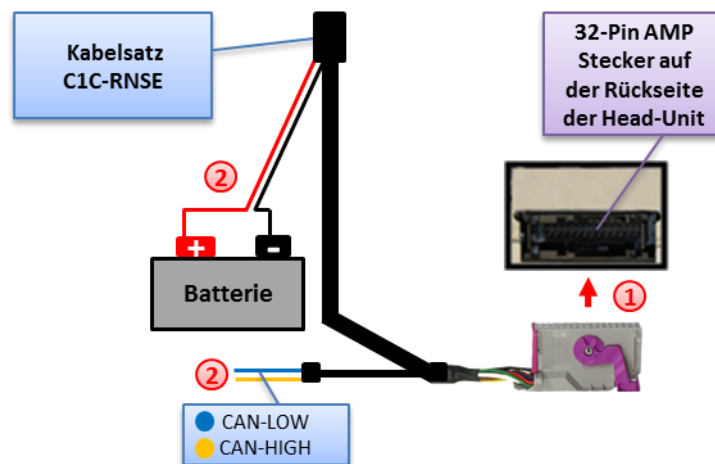 Kabelsatz
C1C-RNSE
32-Pin AMP
Stecker auf
der Rückseite
der Head-Unit
2
+ -
Batterie
1
2
CAN-LOW
CAN-HIGH